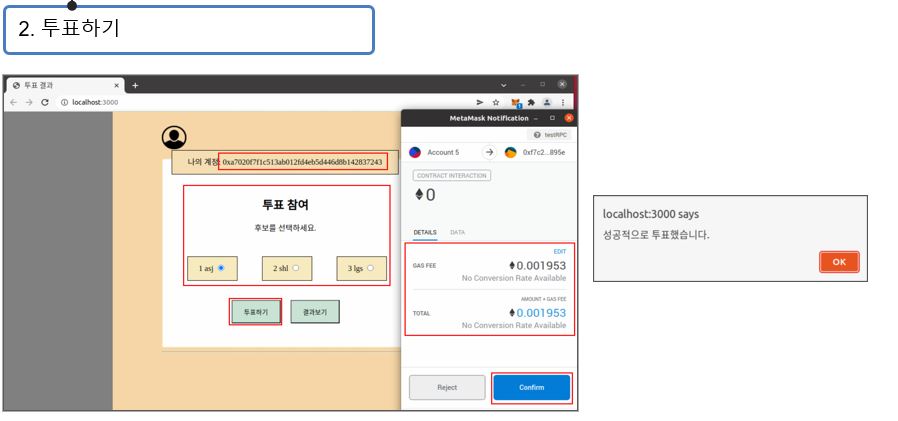 2. 투표하기
투표 결과
localhost:3000
MetaMask Notification
testRPC
Account 5
0xf7c2...895e
CONTRACT INTERACTION
0
DETAILS
DATA
EDIT
GAS FEE
0.001953
No Conversion Rate Available
AMOUNT + GAS FEE
TOTAL
0.001953
No Conversion Rate Available
Reject
Confirm
나의 계정: 0xa7020f7f1c513ab012fd4eb5d446d8b142837243
투표 참여
후보를 선택하세요.
1 asj
2 shl
3 lgs
투표하기
결과보기
localhost:3000 says
성공적으로 투표했습니다.
OK